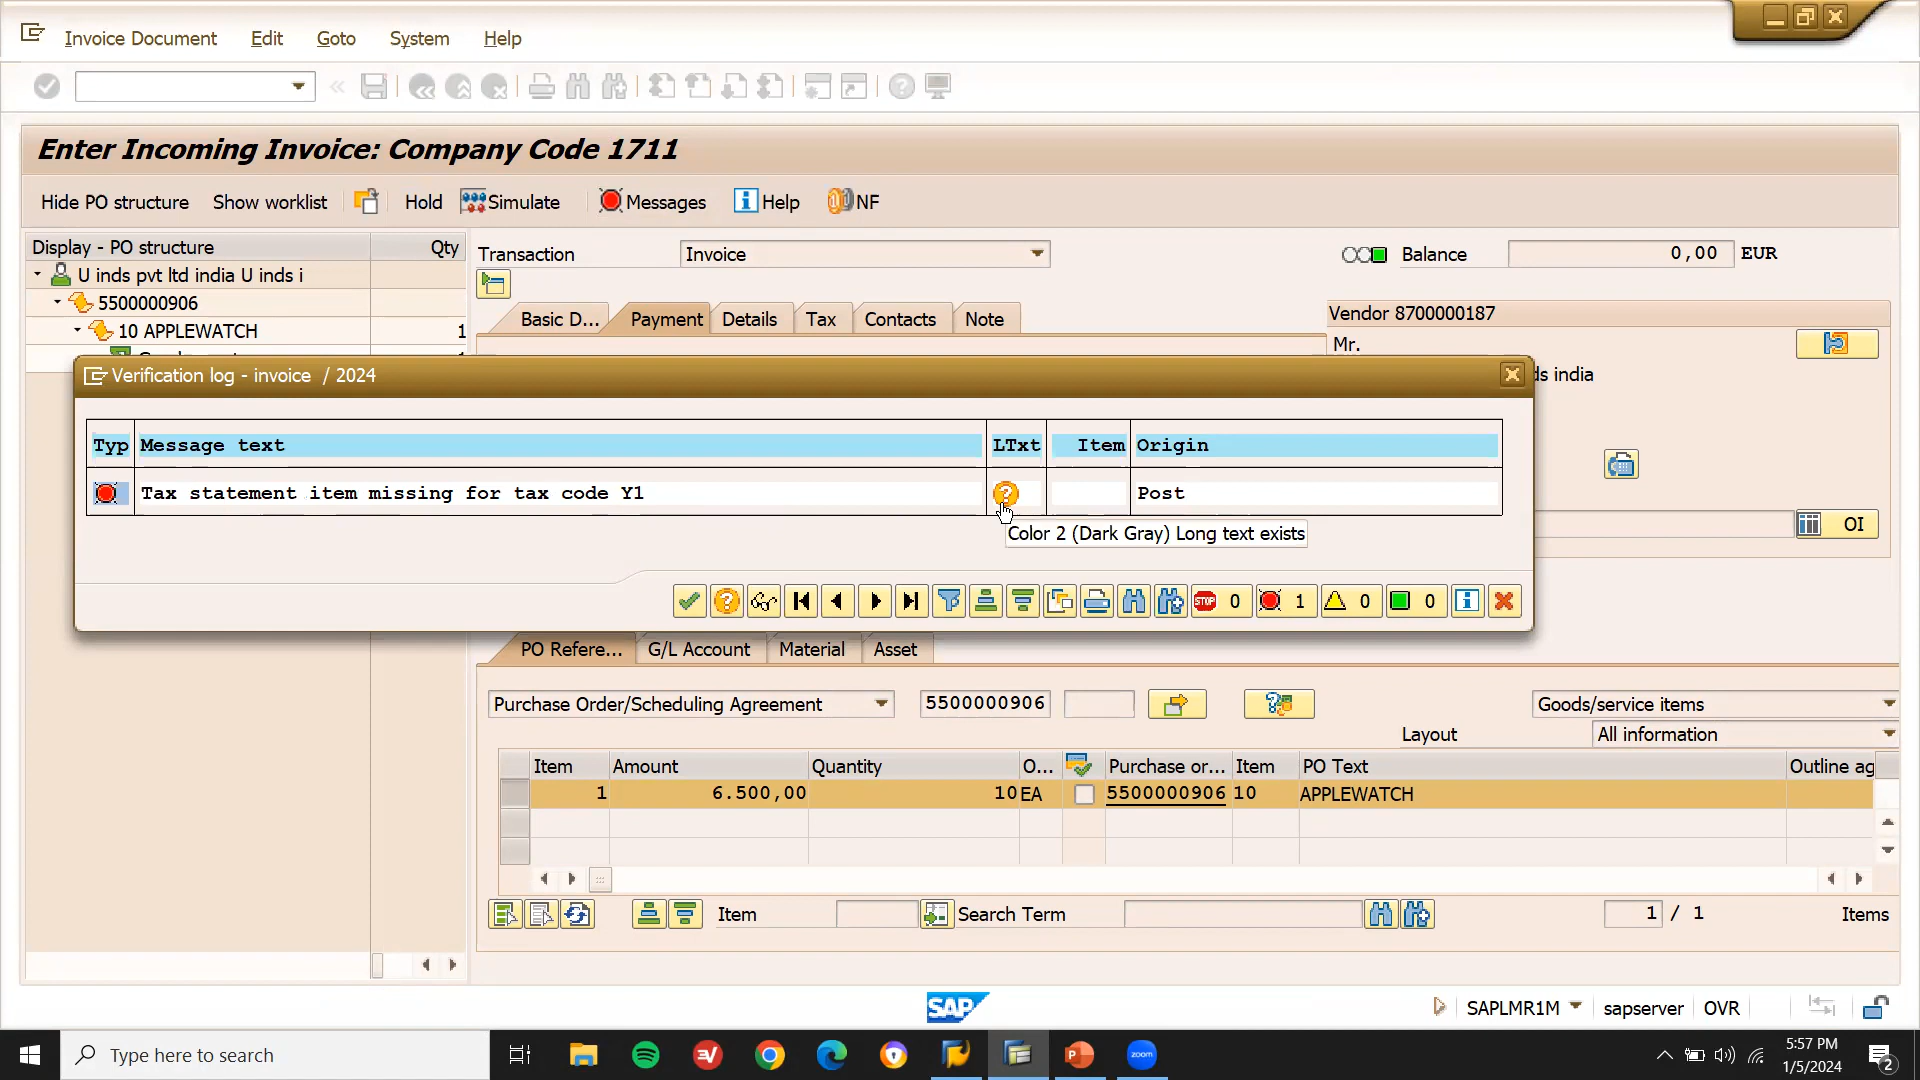 Invoice Document Edit Goto System Help
Enter Incoming Invoice: Company Code 1711
Hide PO structure Show worklist Hold Simulate Messages Help NF
Display - PO structure Qty
Transaction Invoice Balance 0,00 EUR
U inds pvt ltd india U inds i
5500000906
10 APPLEWATCH 1
Basic D... Payment Details Tax Contacts Note
Vendor 8700000187
Mr.
ds india
OI
Verification log - invoice / 2024
Typ Message text LTxt Item Origin
Tax statement item missing for tax code Y1 Post
Color 2 (Dark Gray) Long text exists
STOP 0 1 0 0
PO Refere... G/L Account Material Asset
Purchase Order/Scheduling Agreement 5500000906 Goods/service items
Layout All information
Item Amount Quantity O... Purchase or... Item PO Text Outline ag
1 6.500,00 10 EA 5500000906 10 APPLEWATCH
Item Search Term 1 / 1 Items
SAP SAPLMR1M sapserver OVR
Type here to search
zoom
5:57 PM
1/5/2024
2